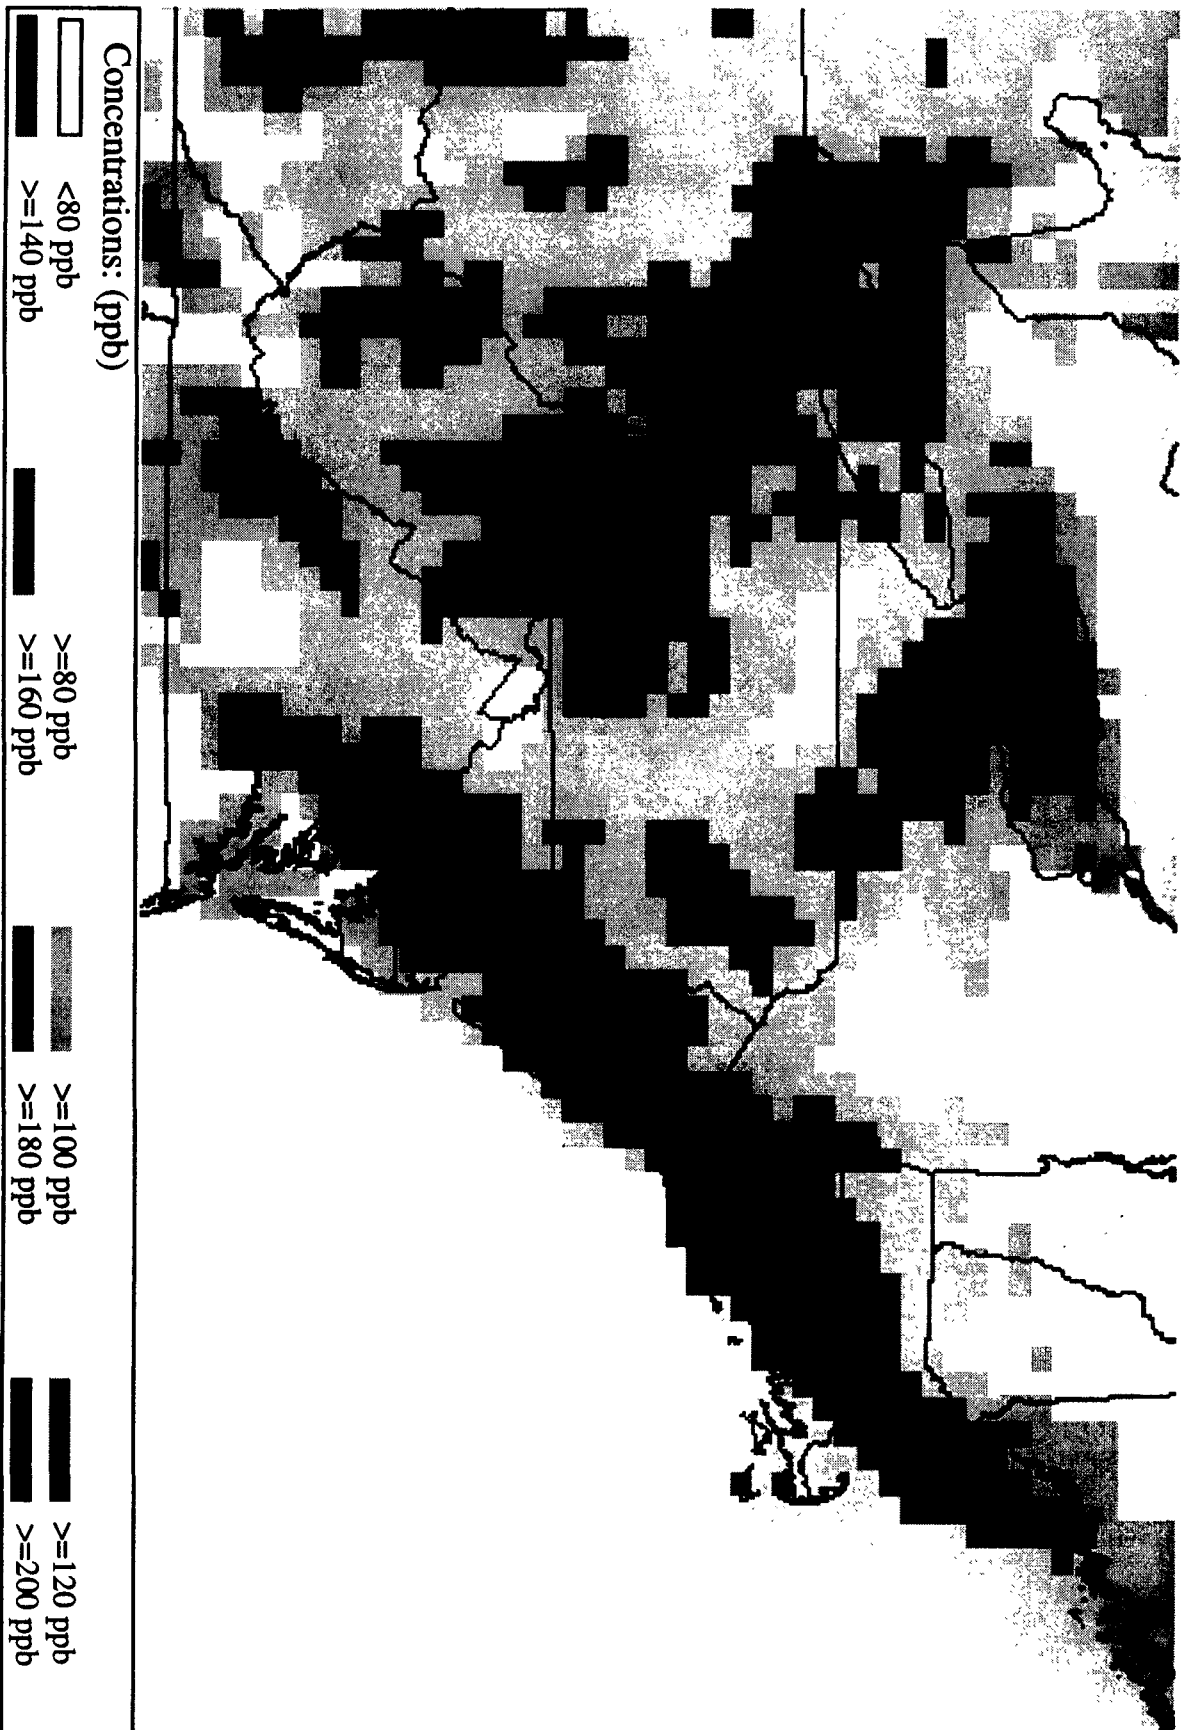 Concentrations: (ppb)
<80 ppb >=80 ppb >=100 ppb >=120 ppb
>=140 ppb >=160 ppb >=180 ppb >=200 ppb